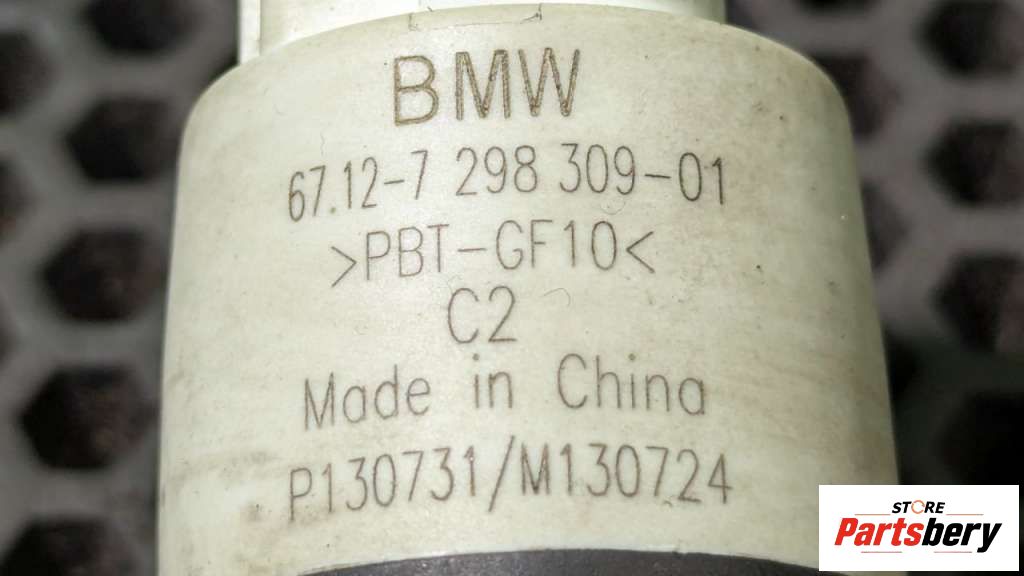 BMW
67.12-7 298 309-01
>PBT-GF10<
C2
Made in China
P130731/M130724
STORE
Partsbery